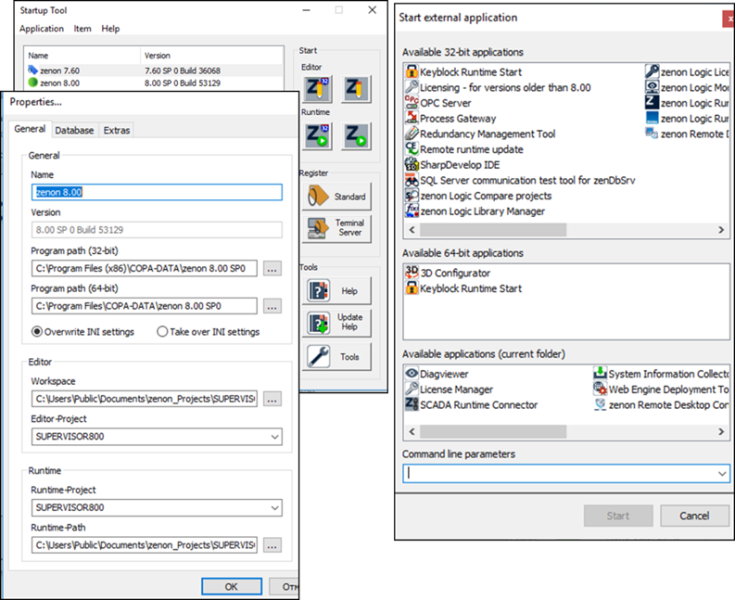 Startup Tool
Application Item Help
Name Version
zenon 7.60 7.60 SP 0 Build 36068
zenon 8.00 8.00 SP 0 Build 53129
Start
Editor
Runtime
Register
Standard
Terminal
Server
Tools
Help
Update
Help
Tools
Properties...
General Database Extras
General
Name
zenon 8.00
Version
8.00 SP 0 Build 53129
Program path (32-bit)
C:\Program Files (x86)\COPA-DATA\zenon 8.00 SP0 ...
Program path (64-bit)
C:\Program Files\COPA-DATA\zenon 8.00 SP0 ...
Overwrite INI settings Take over INI settings
Editor
Workspace
C:\Users\Public\Documents\zenon_Projects\SUPERVIS( ...
Editor-Project
SUPERVISOR800
Runtime
Runtime-Project
SUPERVISOR800
Runtime-Path
C:\Users\Public\Documents\zenon_Projects\SUPERVIS( ...
OK Отм
Start external application
Available 32-bit applications
Keyblock Runtime Start zenon Logic Lice
Licensing - for versions older than 8.00 zenon Logic Mo
OPC Server zenon Logic Run
Process Gateway zenon Logic Run
Redundancy Management Tool zenon Remote D
Remote runtime update
SharpDevelop IDE
SQL Server communication test tool for zenDbSrv
zenon Logic Compare projects
zenon Logic Library Manager
Available 64-bit applications
3D Configurator
Keyblock Runtime Start
Available applications (current folder)
Diagviewer System Information Collecto
License Manager Web Engine Deployment To
SCADA Runtime Connector zenon Remote Desktop Con
Command line parameters
Start Cancel